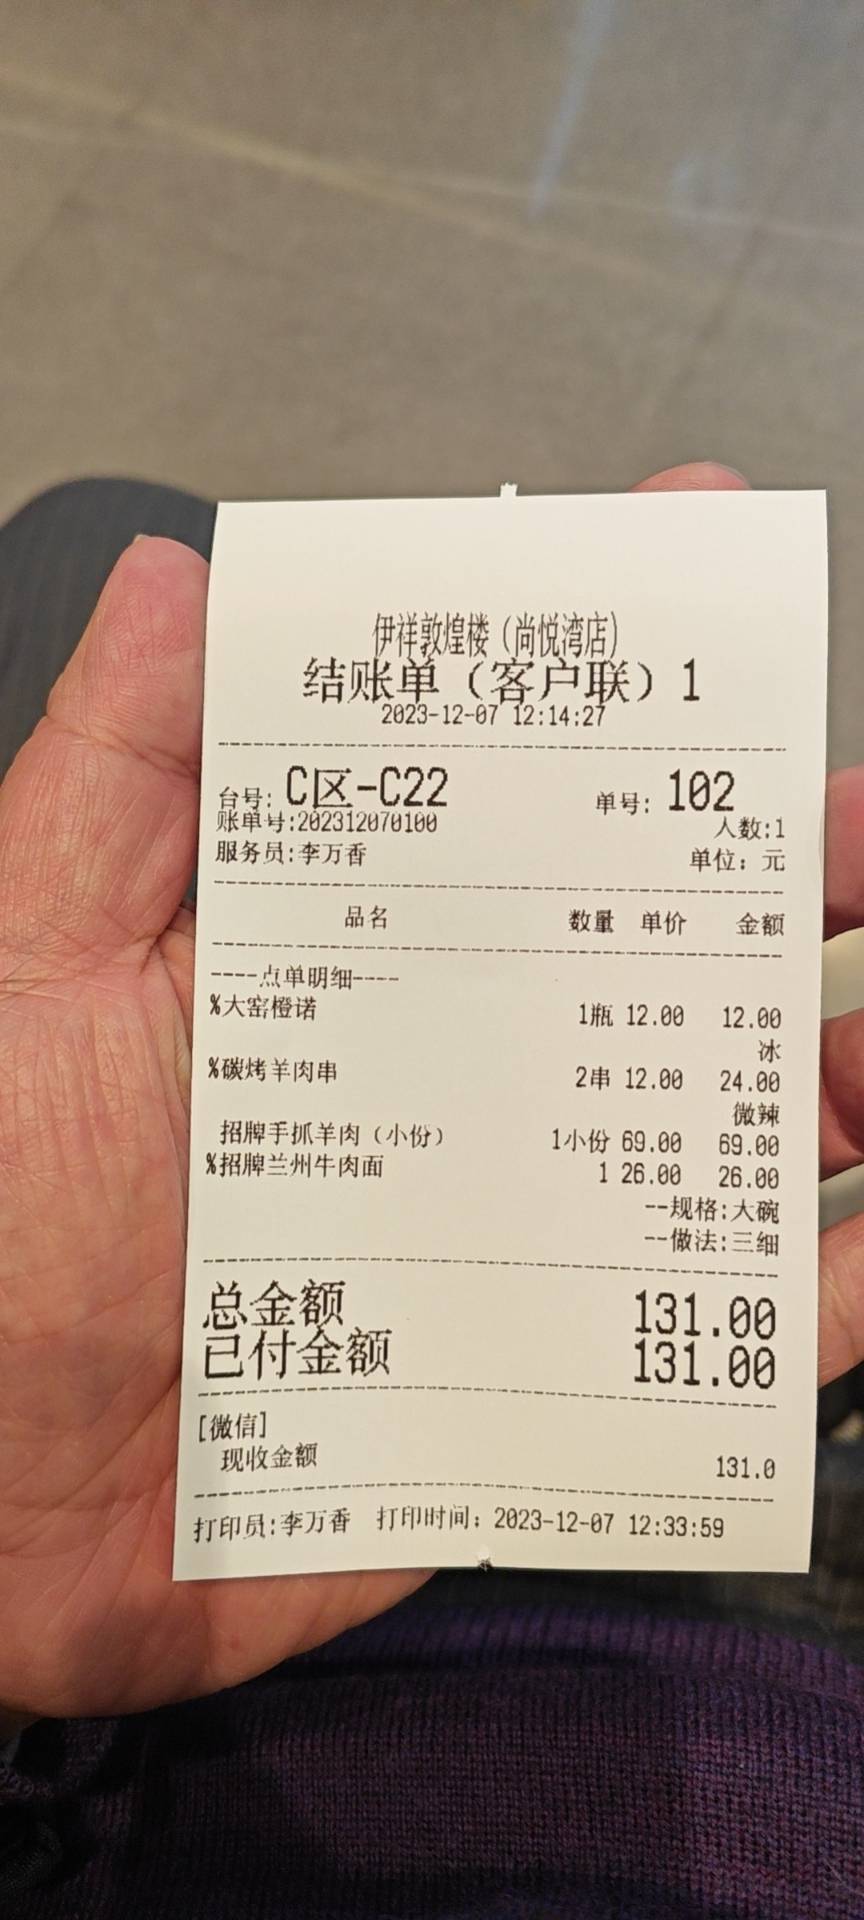 伊祥敦煌楼（尚悦湾店）
结账单（客户联）1
2023-12-07 12:14:27
台号: C区-C22 单号: 102
账单号:202312070100 人数:1
服务员:李万香 单位: 元
品名 数量 单价 金额
----点单明细----
%大窑橙诺 1瓶 12.00 12.00
冰
%碳烤羊肉串 2串 12.00 24.00
微辣
招牌手抓羊肉（小份） 1小份 69.00 69.00
%招牌兰州牛肉面 1 26.00 26.00
--规格:大碗
--做法:三细
总金额 131.00
已付金额 131.00
[微信]
现收金额 131.0
打印员:李万香 打印时间: 2023-12-07 12:33:59